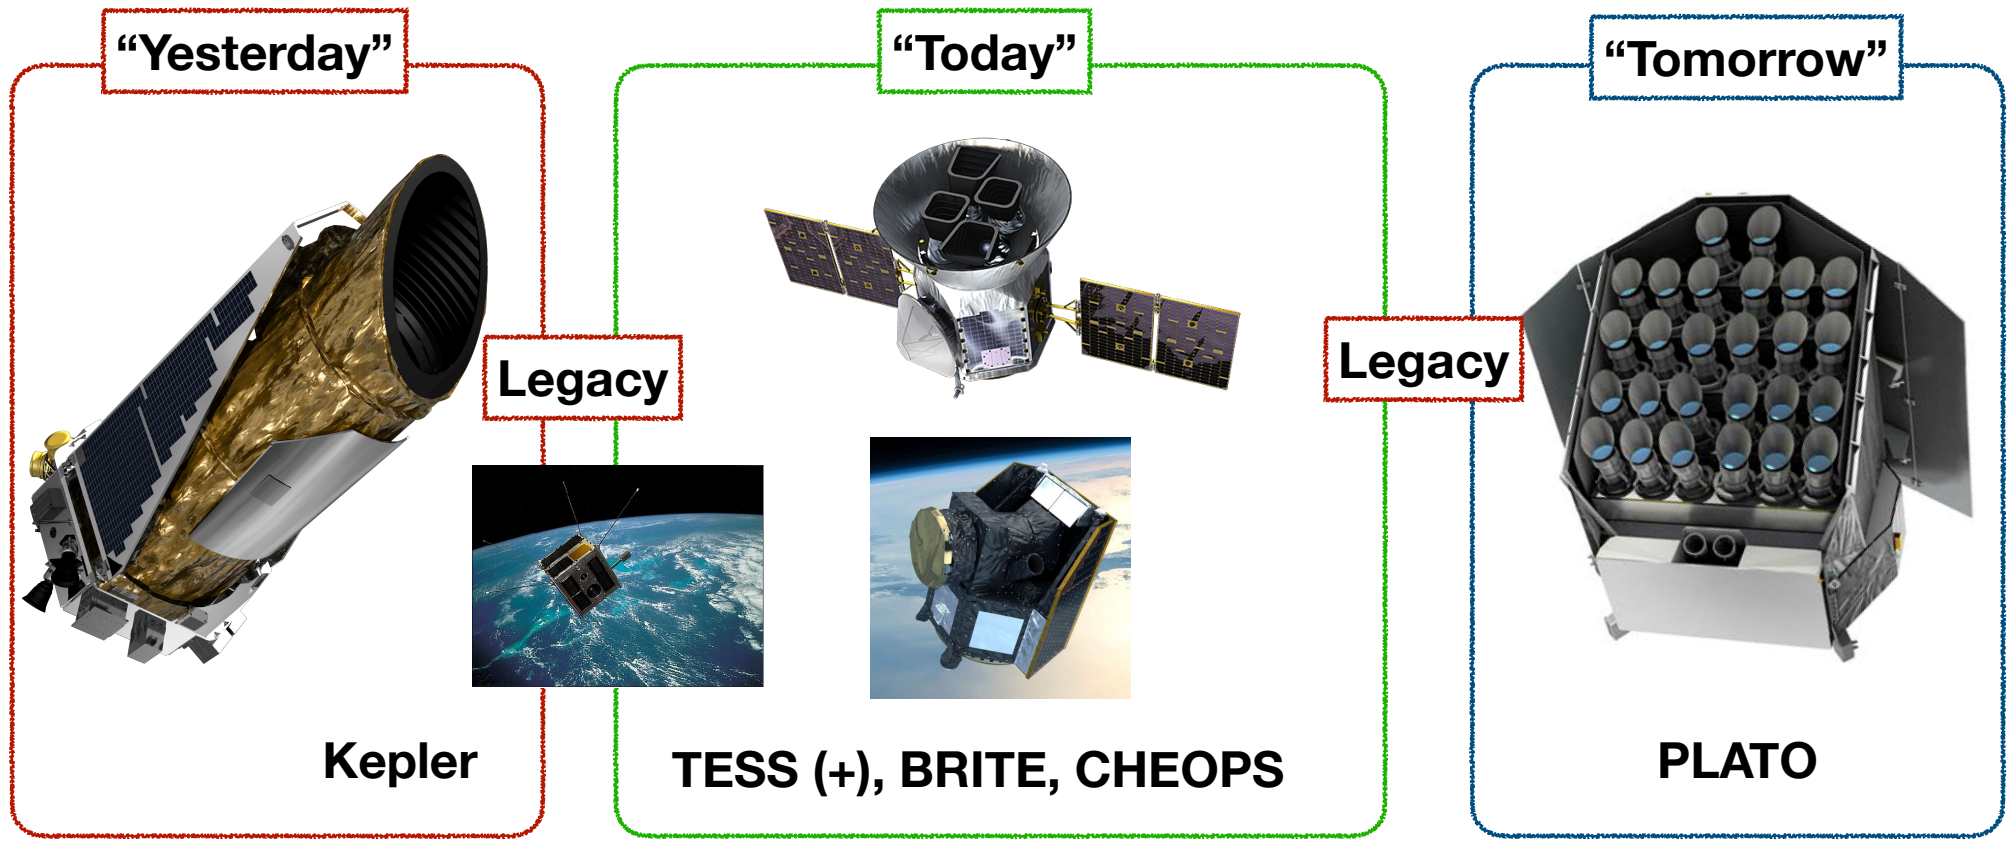 “Yesterday”
“Today”
“Tomorrow”
Legacy
Legacy
Kepler
TESS (+), BRITE, CHEOPS
PLATO